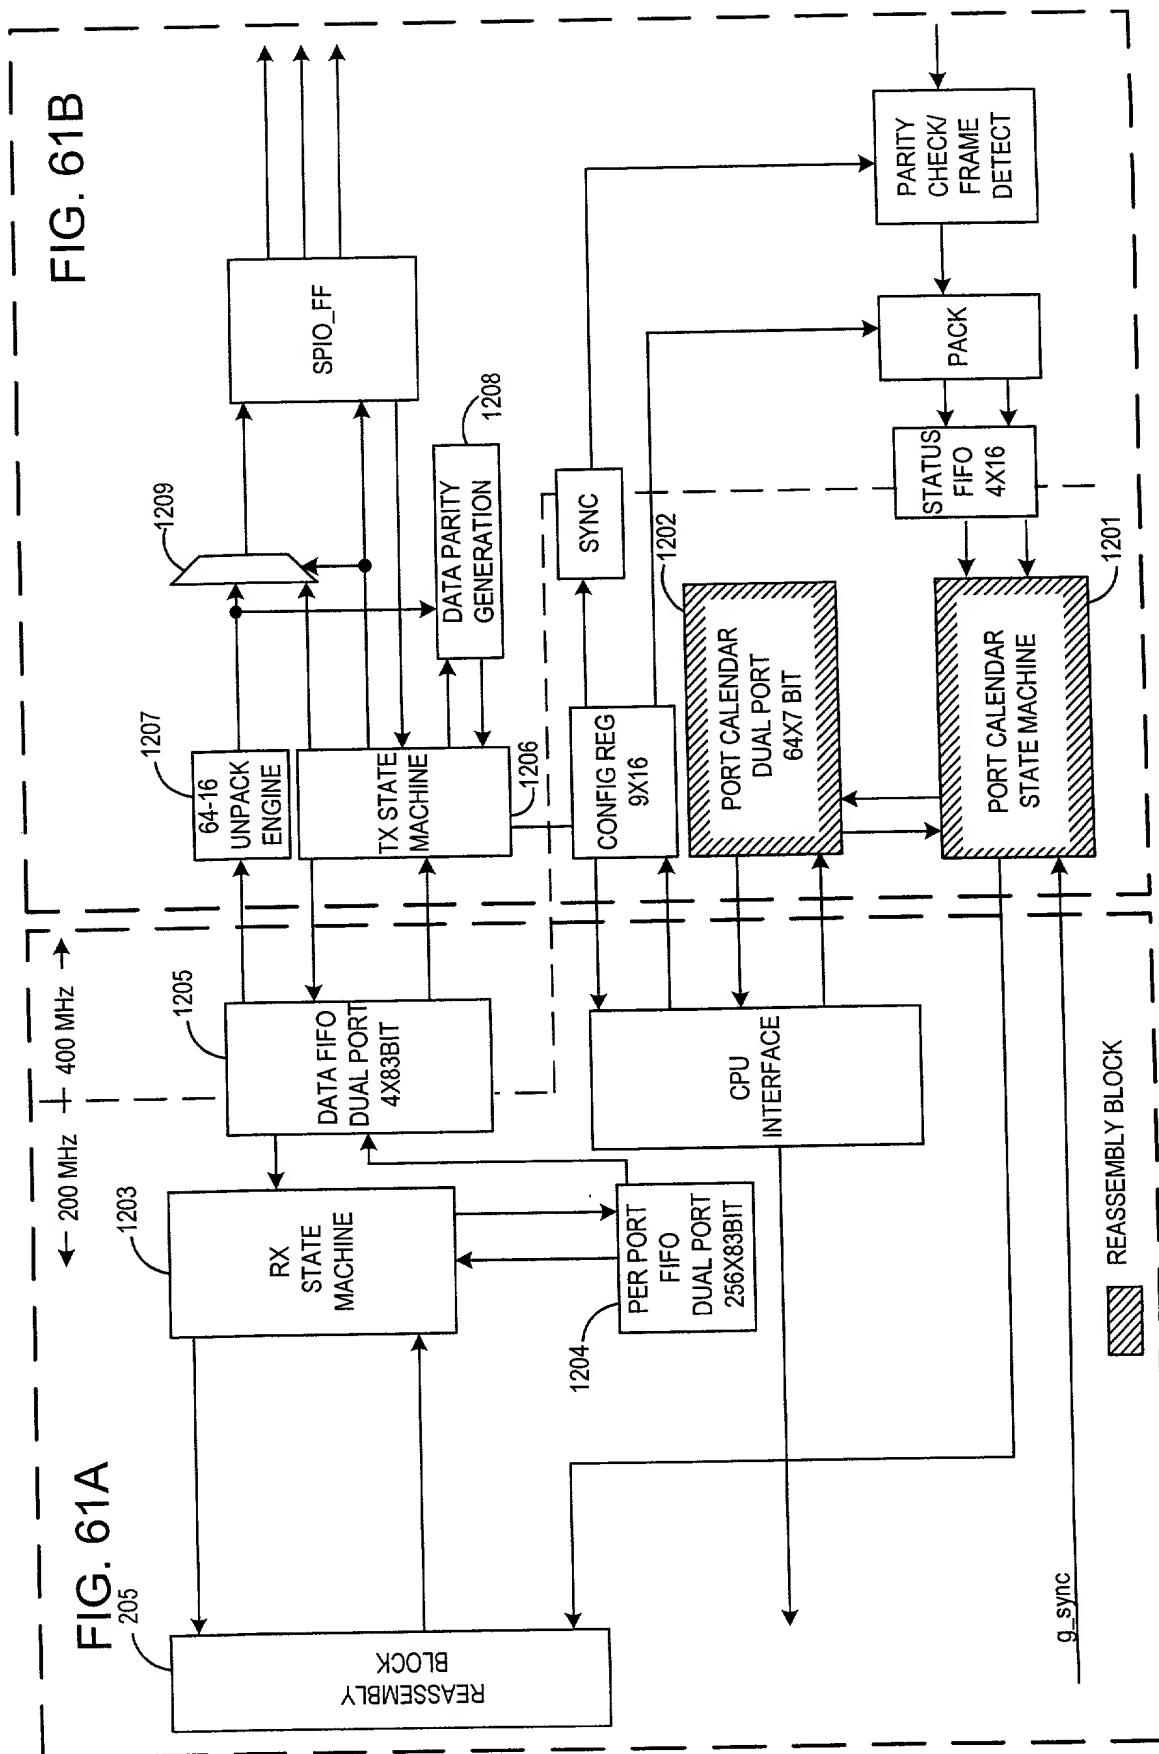 FIG. 61A
FIG. 61B
← 200 MHz
400 MHz →
205
REASSEMBLY
BLOCK
1203
RX
STATE
MACHINE
1204
PER PORT
FIFO
DUAL PORT
256X83BIT
1205
DATA FIFO
DUAL PORT
4X83BIT
CPU
INTERFACE
g_sync
REASSEMBLY BLOCK
1207
64-16
UNPACK
ENGINE
TX STATE
MACHINE
1206
1209
DATA PARITY
GENERATION
1208
SPIO_FF
CONFIG REG
9X16
SYNC
1202
PORT CALENDAR
DUAL PORT
64X7 BIT
PORT CALENDAR
STATE MACHINE
1201
STATUS
FIFO
4X16
PACK
PARITY
CHECK/
FRAME
DETECT